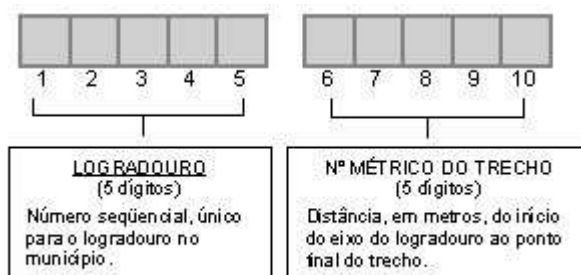 1 2 3 4 5 6 7 8 9 10
LOGRADOURO
(5 dígitos)
Número seqüencial, único
para o logradouro no
município.
Nº MÉTRICO DO TRECHO
(5 dígitos)
Distância, em metros, do início
do eixo do logradouro ao ponto
final do trecho.